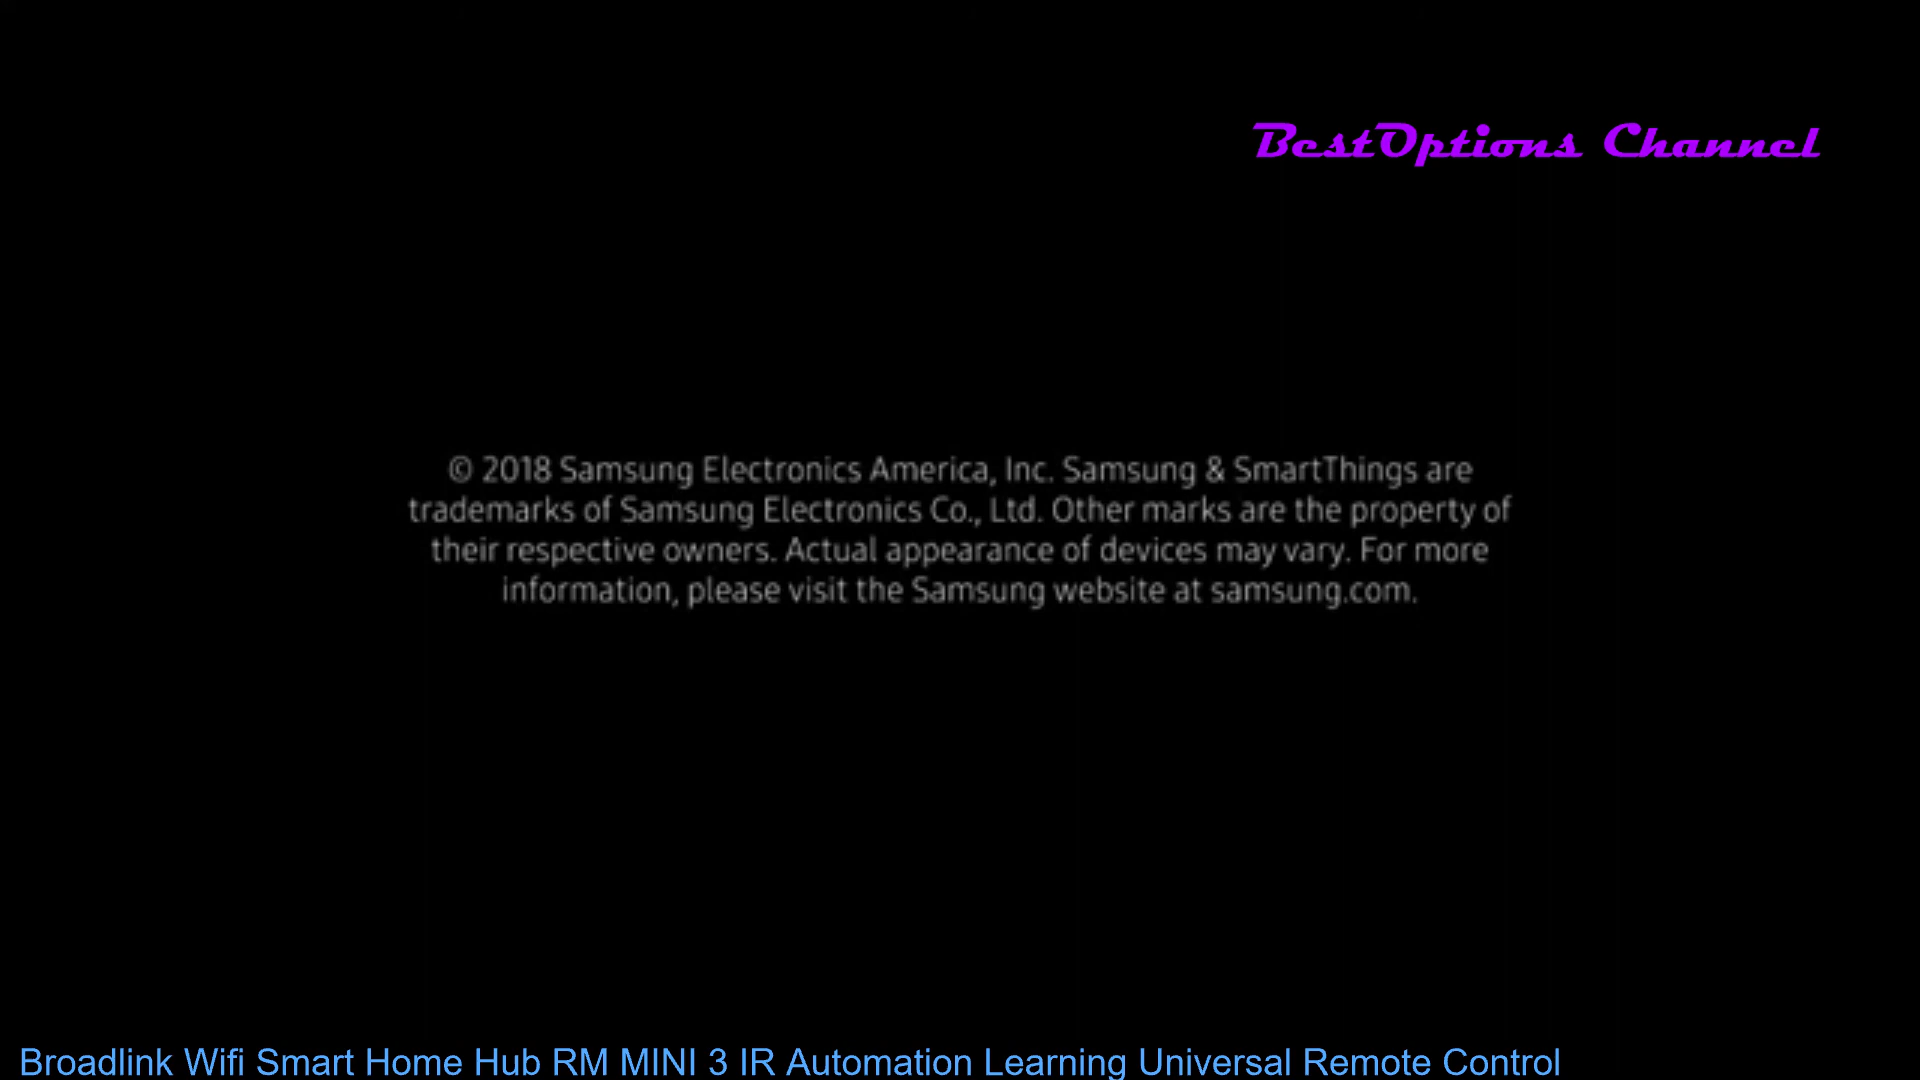 BestOptions Channel
© 2018 Samsung Electronics America, Inc. Samsung & SmartThings are
trademarks of Samsung Electronics Co., Ltd. Other marks are the property of
their respective owners. Actual appearance of devices may vary. For more
information, please visit the Samsung website at samsung.com.
Broadlink Wifi Smart Home Hub RM MINI 3 IR Automation Learning Universal Remote Control